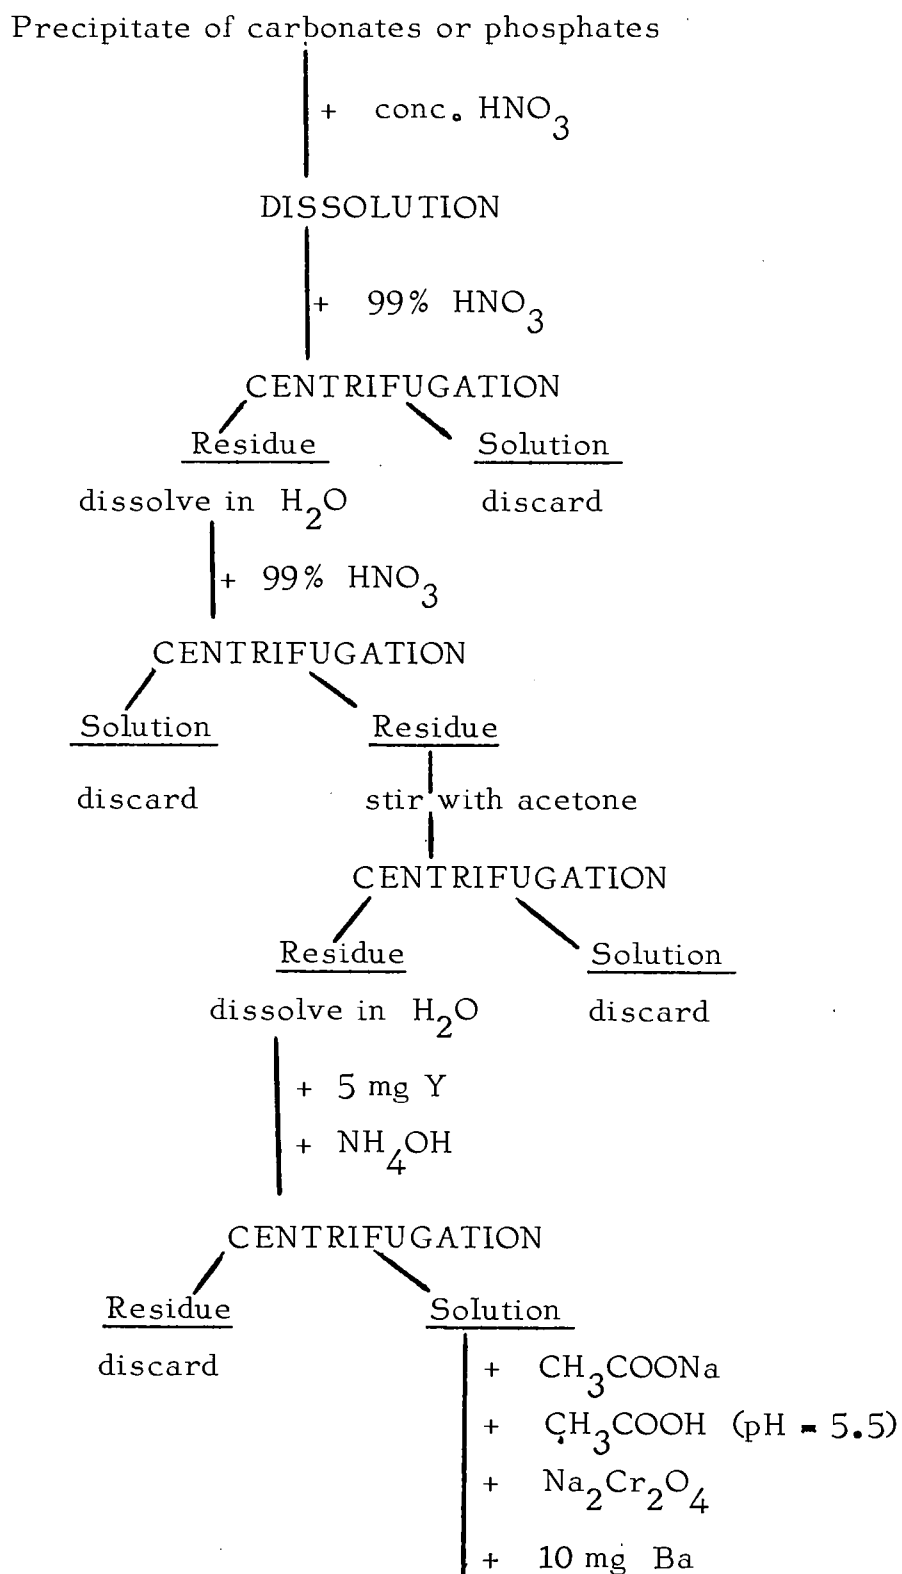 Precipitate of carbonates or phosphates
+ conc. HNO3
DISSOLUTION
+ 99% HNO3
CENTRIFUGATION
Residue Solution
dissolve in H2O discard
+ 99% HNO3
CENTRIFUGATION
Solution Residue
discard stir with acetone
CENTRIFUGATION
Residue Solution
dissolve in H2O discard
+ 5 mg Y
+ NH4OH
CENTRIFUGATION
Residue Solution
discard
+ CH3COONa
+ CH3COOH (pH = 5.5)
+ Na2Cr2O4
+ 10 mg Ba